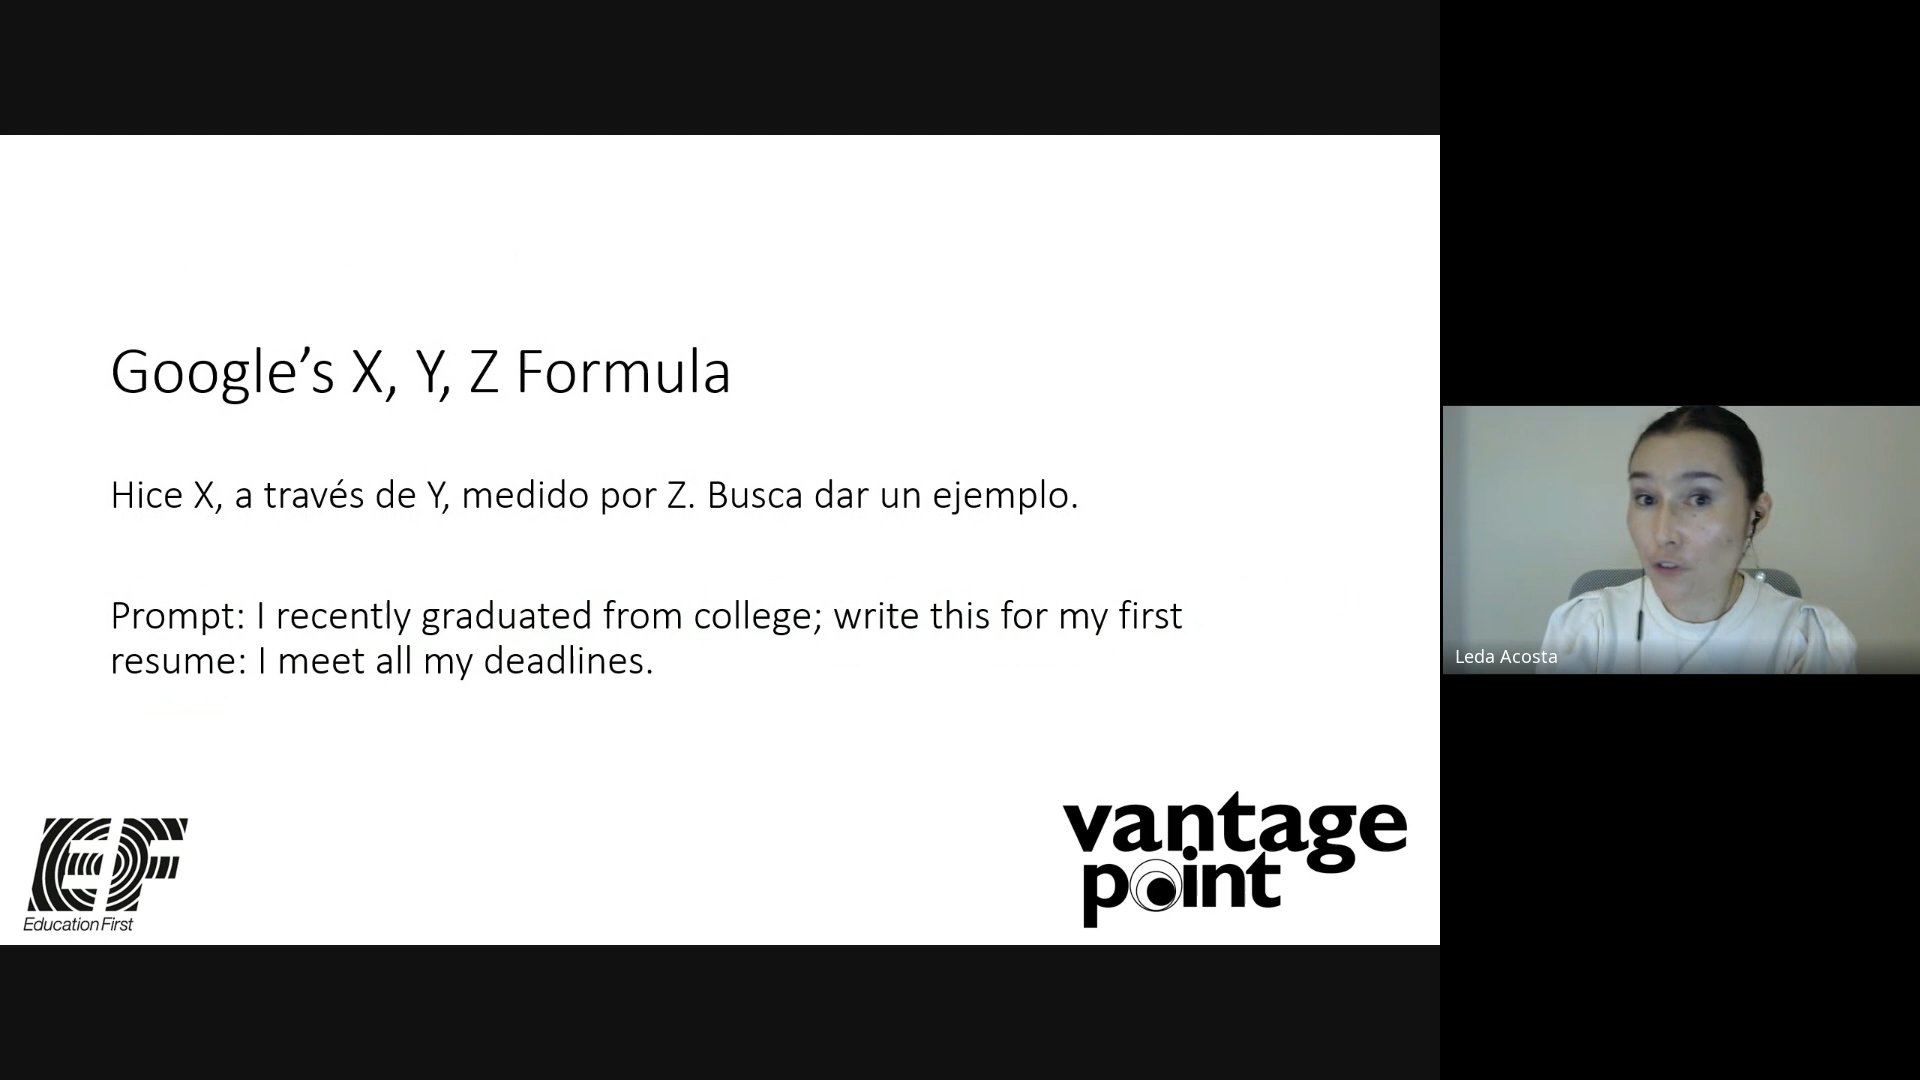 Google’s X, Y, Z Formula
Hice X, a través de Y, medido por Z. Busca dar un ejemplo.
Prompt: I recently graduated from college; write this for my first
resume: I meet all my deadlines.
Leda Acosta
EF
Education First
vantage
point